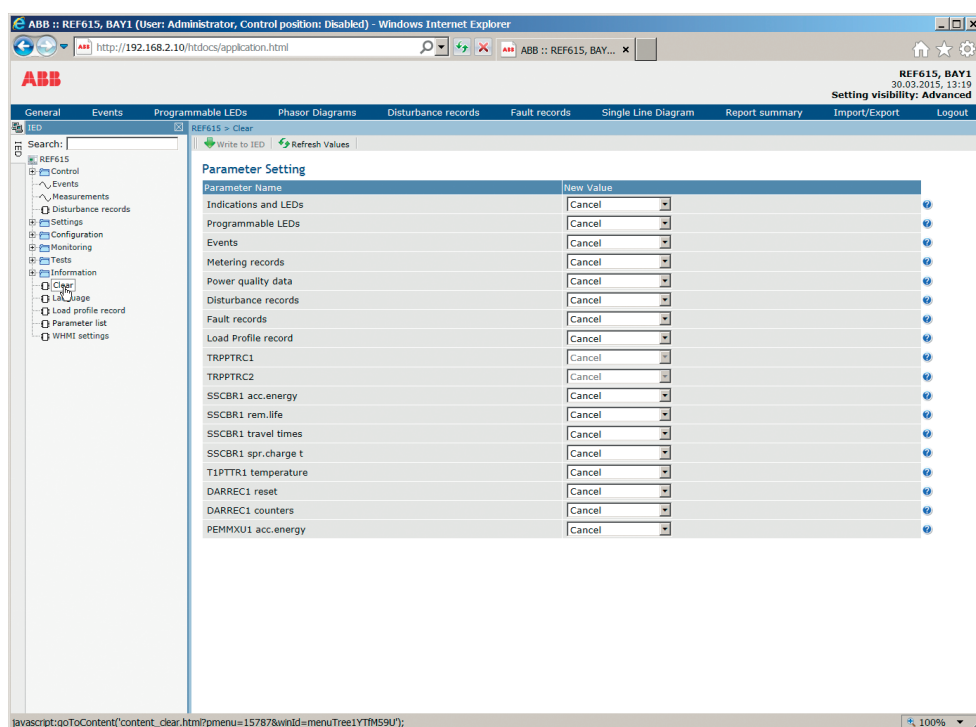 ABB :: REF615, BAY1 (User: Administrator, Control position: Disabled) - Windows Internet Explorer
ABB http://192.168.2.10/htdocs/application.html
ABB ABB :: REF615, BAY...
ABB
REF615, BAY1
30.03.2015, 13:19
Setting visibility: Advanced
General Events Programmable LEDs Phasor Diagrams Disturbance records Fault records Single Line Diagram Report summary Import/Export Logout
IED
IED
Search:
REF615
Control
Events
Measurements
Disturbance records
Settings
Configuration
Monitoring
Tests
Information
Clear
Language
Load profile record
Parameter list
WHMI settings
REF615 > Clear
Write to IED Refresh Values
Parameter Setting
Parameter Name New Value
Indications and LEDs Cancel
Programmable LEDs Cancel
Events Cancel
Metering records Cancel
Power quality data Cancel
Disturbance records Cancel
Fault records Cancel
Load Profile record Cancel
TRPPTRC1 Cancel
TRPPTRC2 Cancel
SSCBR1 acc.energy Cancel
SSCBR1 rem.life Cancel
SSCBR1 travel times Cancel
SSCBR1 spr.charge t Cancel
T1PTTR1 temperature Cancel
DARREC1 reset Cancel
DARREC1 counters Cancel
PEMMXU1 acc.energy Cancel
javascript:goToContent('content_clear.html?pmenu=15787&winId=menuTree1YTfM59U');
100%